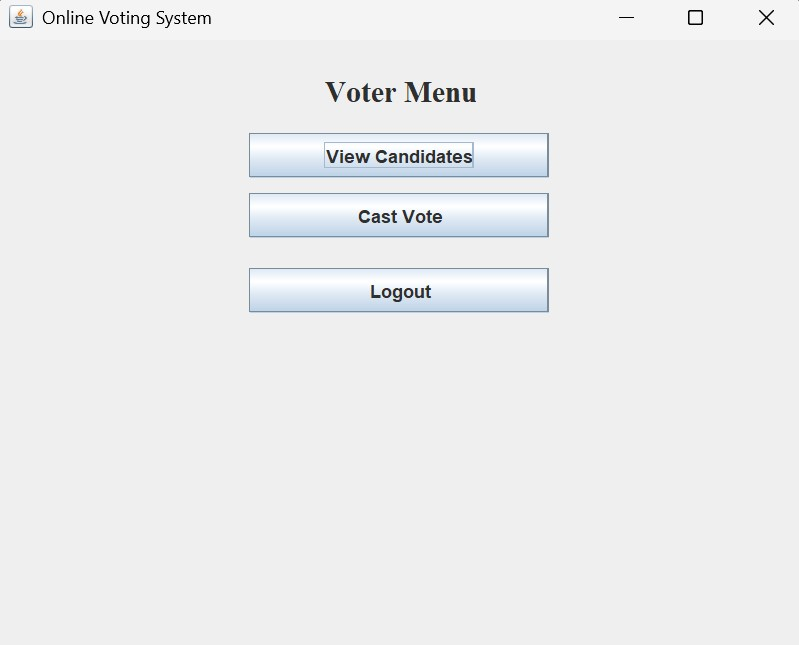 Online Voting System
Voter Menu
View Candidates
Cast Vote
Logout